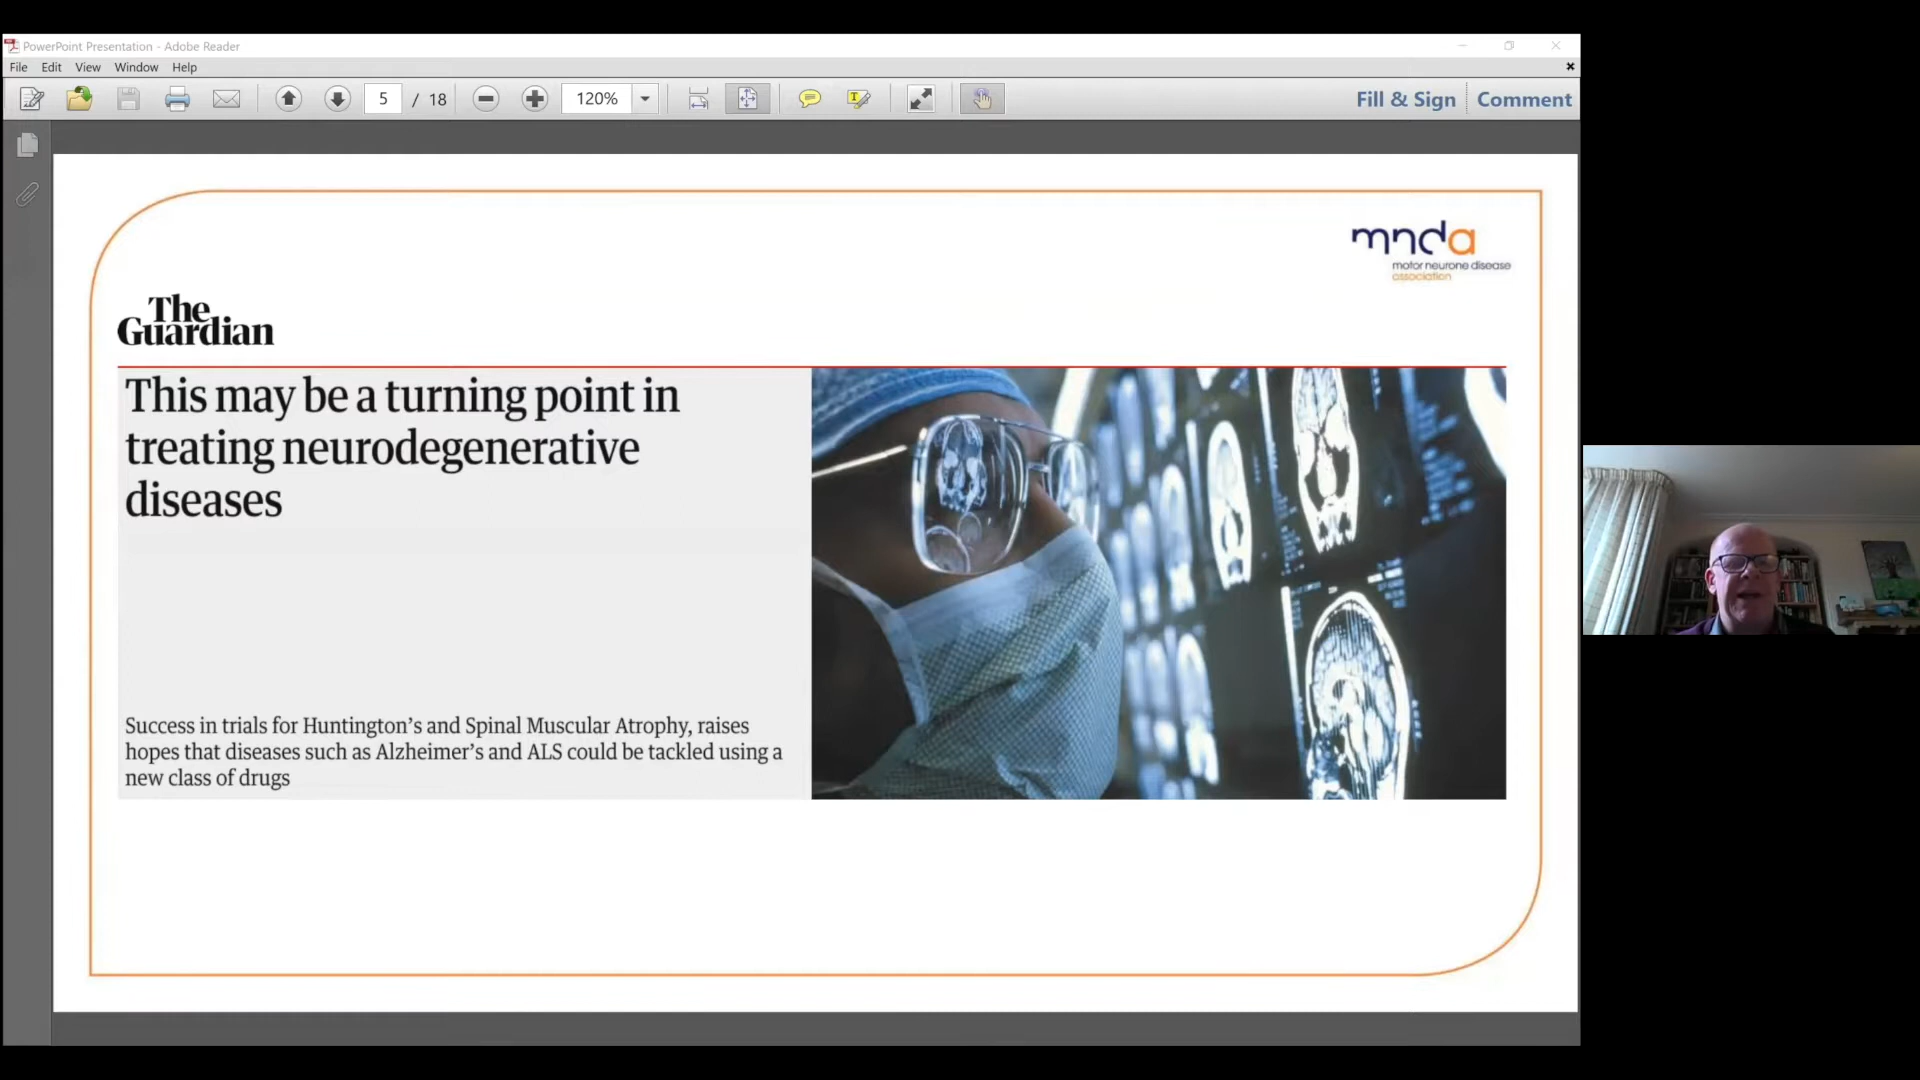 PowerPoint Presentation - Adobe Reader
File Edit View Window Help
5 / 18 120% Fill & Sign Comment
mnda
motor neurone disease
association
The
Guardian
This may be a turning point in
treating neurodegenerative
diseases
Success in trials for Huntington's and Spinal Muscular Atrophy, raises
hopes that diseases such as Alzheimer's and ALS could be tackled using a
new class of drugs